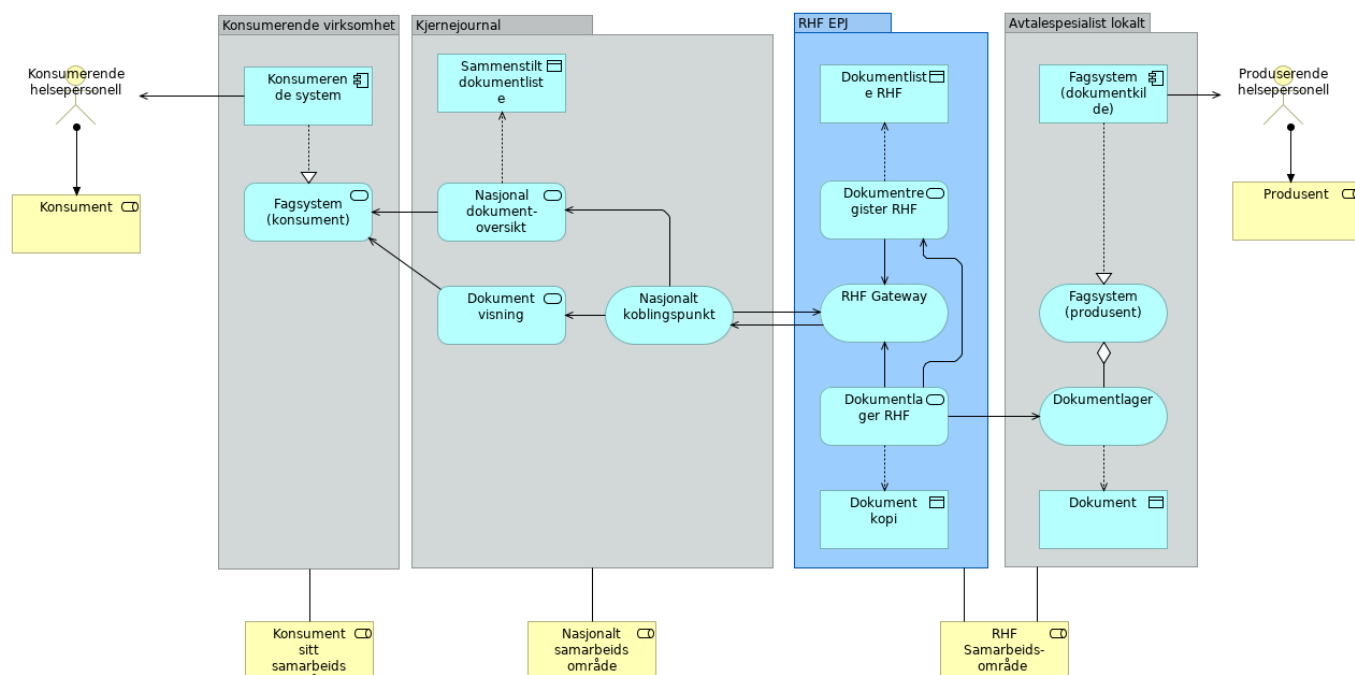 Konsumerende virksomhet
Kjernejournal
RHF EPJ
Avtalespesialist lokalt
Konsumerende
helsepersonell
Konsumeren
de system
Sammenstilt
dokumentlist
e
Dokumentlist
e RHF
Fagsystem
(dokumentkil
de)
Produserende
helsepersonell
Konsument
Fagsystem
(konsument)
Nasjonal
dokument-
oversikt
Dokumentre
gister RHF
Produsent
Dokument
visning
Nasjonalt
koblingspunkt
RHF Gateway
Fagsystem
(produsent)
Dokumentla
ger RHF
Dokumentlager
Dokument
kopi
Dokument
Konsument
sitt
samarbeids
Nasjonalt
samarbeids
område
RHF
Samarbeids-
område